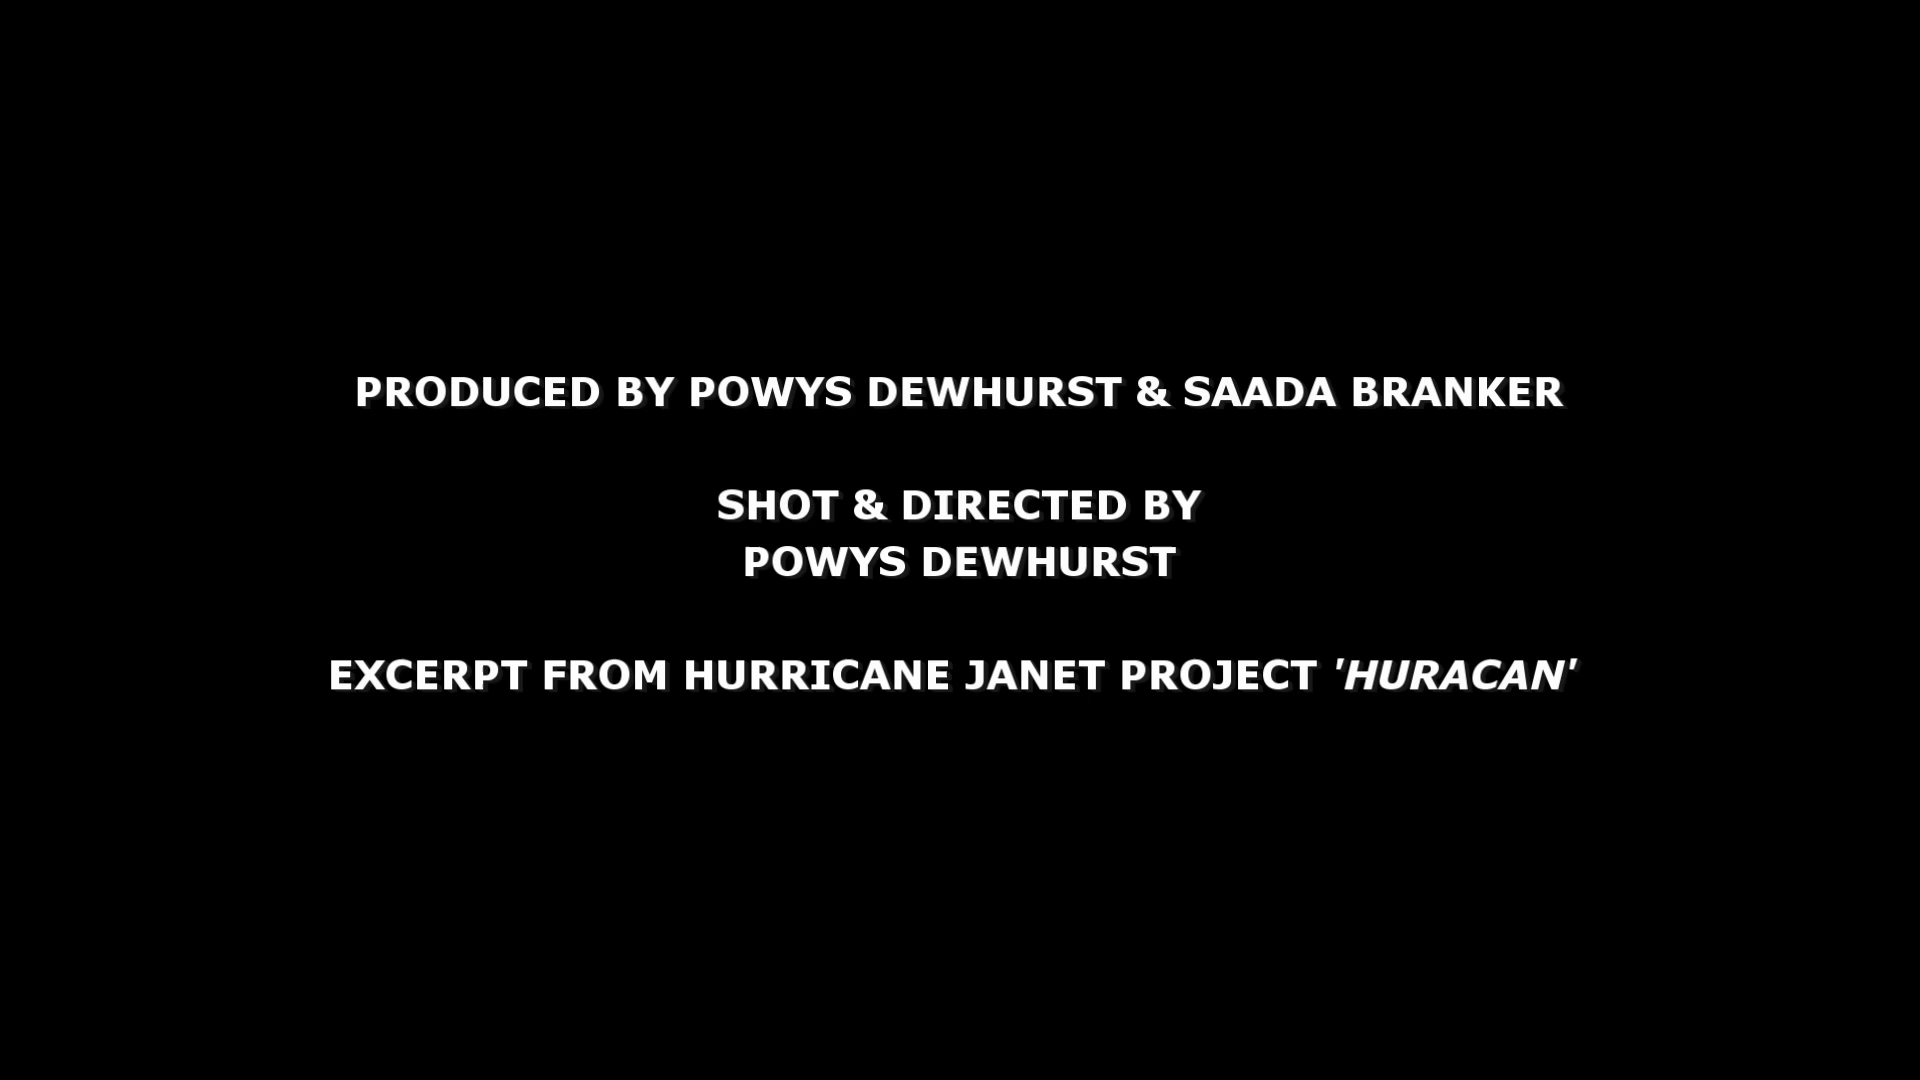 PRODUCED BY POWYS DEWHURST & SAADA BRANKER
SHOT & DIRECTED BY
POWYS DEWHURST
EXCERPT FROM HURRICANE JANET PROJECT 'HURACAN'